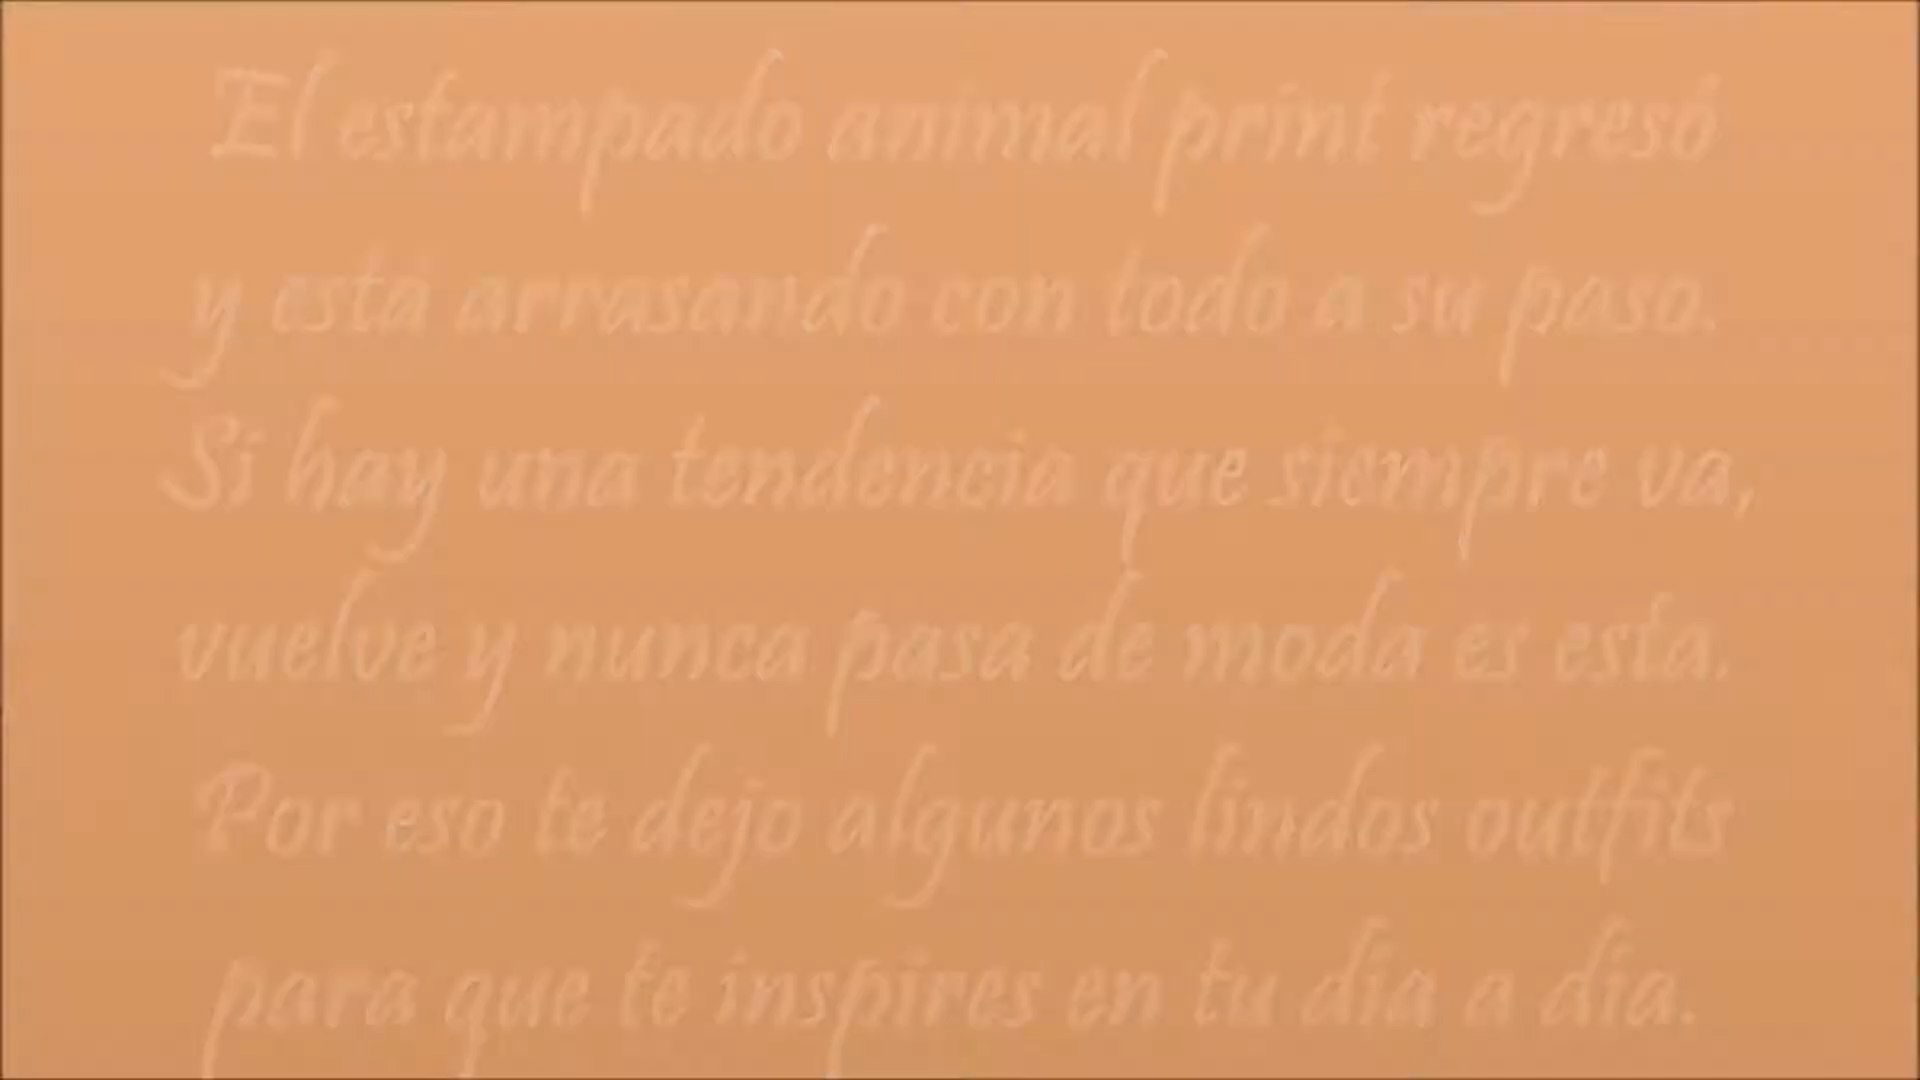 El estampado animal print regresó
y está arrasando con todo a su paso.
Si hay una tendencia que siempre va,
vuelve y nunca pasa de moda es esta.
Por eso te dejo algunos lindos outfits
para que te inspires en tu día a día.